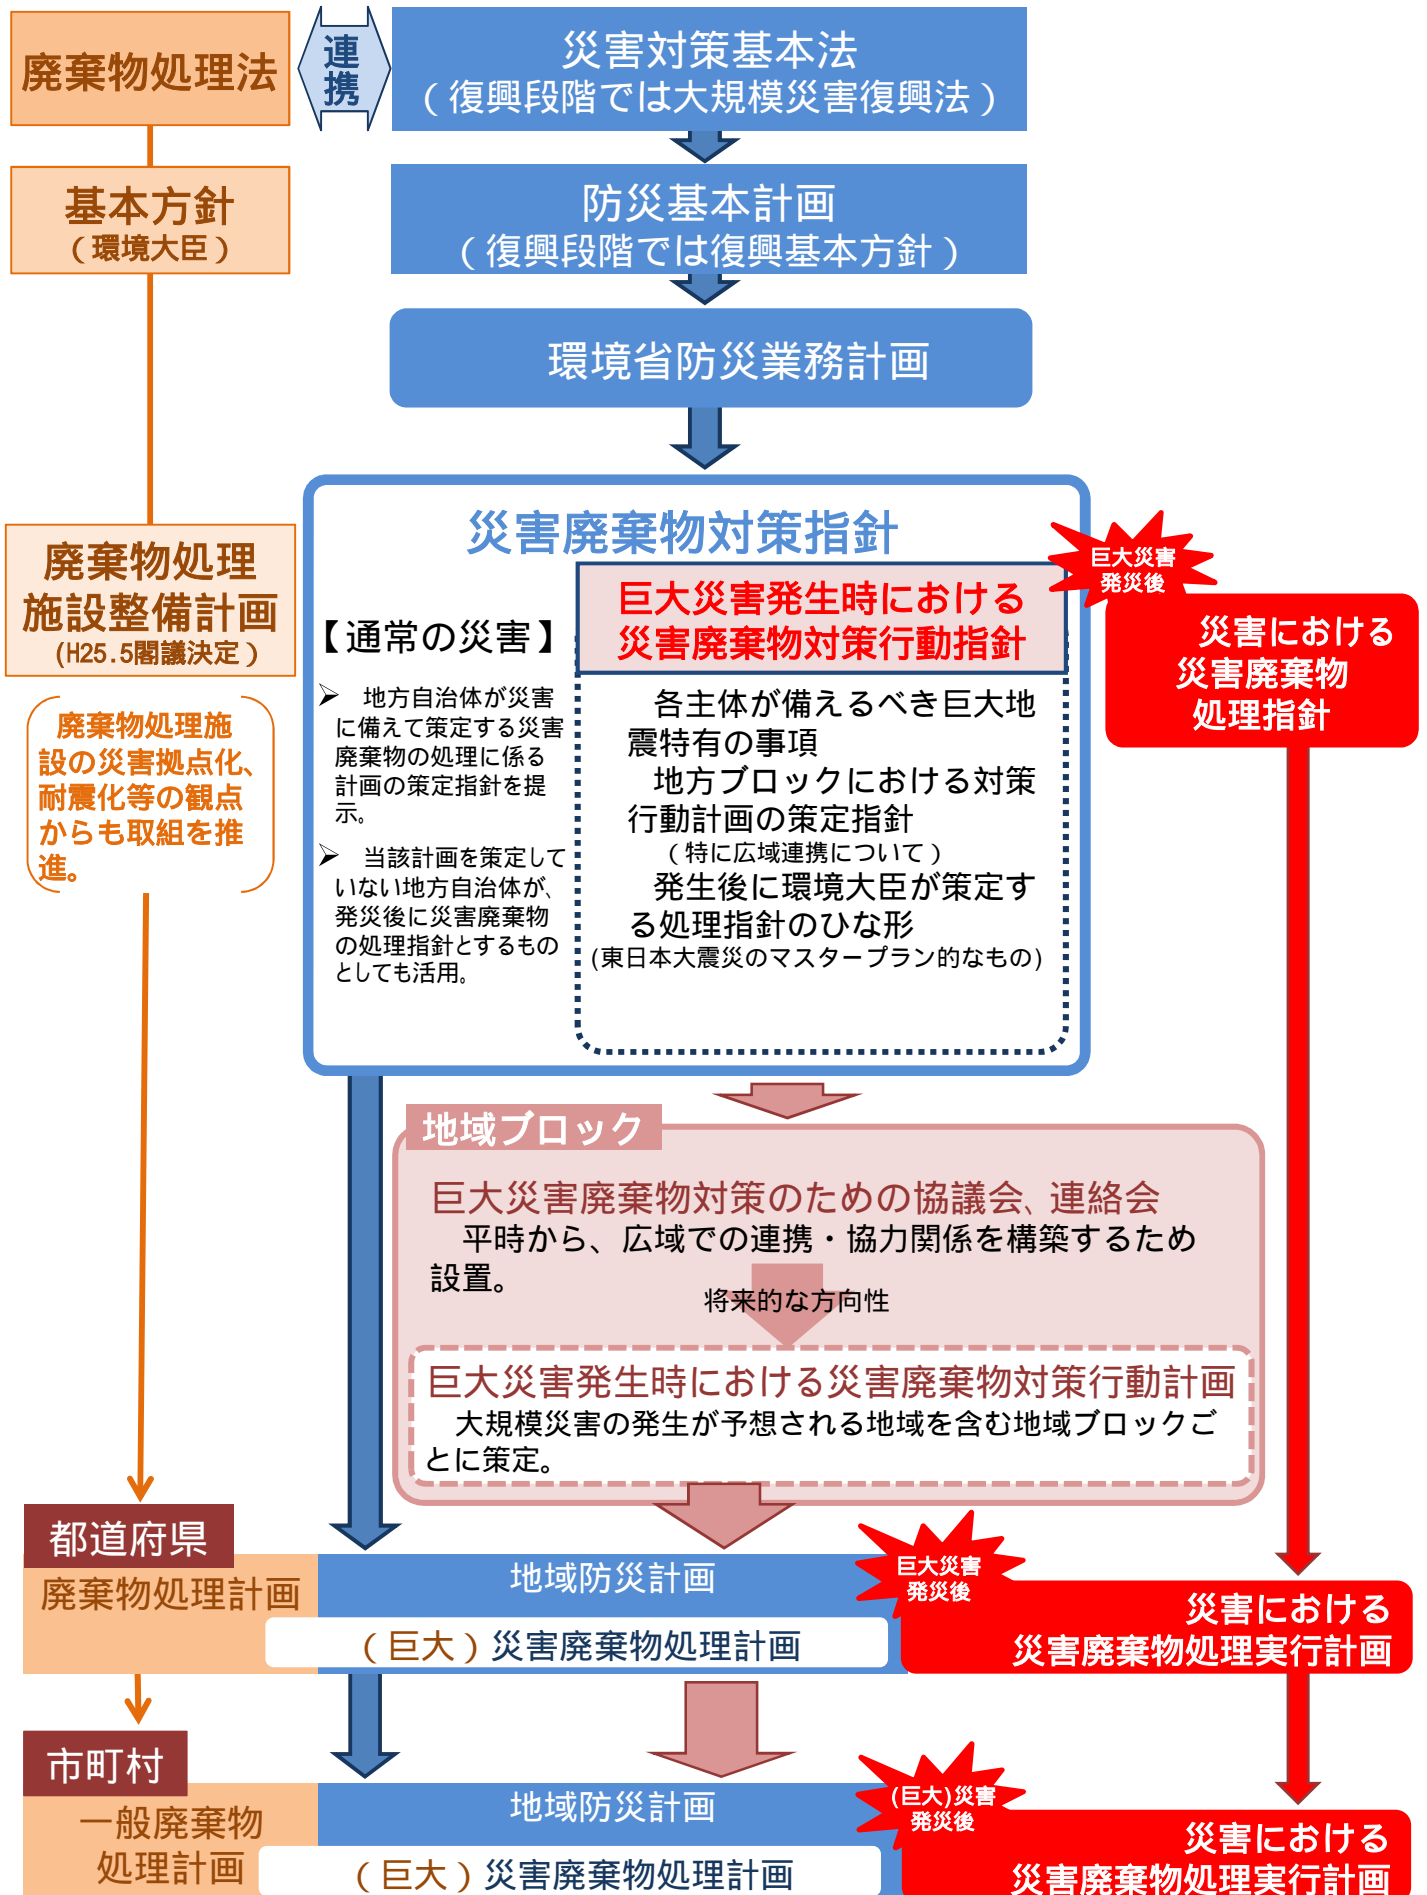 廃棄物処理法
連
携
災害対策基本法
（復興段階では大規模災害復興法）
基本方針
（環境大臣）
防災基本計画
（復興段階では復興基本方針）
環境省防災業務計画
廃棄物処理
施設整備計画
(H25.5閣議決定）
廃棄物処理施
設の災害拠点化、
耐震化等の観点
からも取組を推
進。
災害廃棄物対策指針
【通常の災害】
➢ 地方自治体が災害
に備えて策定する災害
廃棄物の処理に係る
計画の策定指針を提
示。
➢ 当該計画を策定して
いない地方自治体が、
発災後に災害廃棄物
の処理指針とするもの
としても活用。
巨大災害発生時における
災害廃棄物対策行動指針
各主体が備えるべき巨大地
震特有の事項
地方ブロックにおける対策
行動計画の策定指針
（特に広域連携について）
発生後に環境大臣が策定す
る処理指針のひな形
(東日本大震災のマスタープラン的なもの)
巨大災害
発災後
災害における
災害廃棄物
処理指針
地域ブロック
巨大災害廃棄物対策のための協議会、連絡会
平時から、広域での連携・協力関係を構築するため
設置。
将来的な方向性
巨大災害発生時における災害廃棄物対策行動計画
大規模災害の発生が予想される地域を含む地域ブロックご
とに策定。
都道府県
廃棄物処理計画
地域防災計画
（巨大）災害廃棄物処理計画
巨大災害
発災後
災害における
災害廃棄物処理実行計画
市町村
一般廃棄物
処理計画
地域防災計画
（巨大）災害廃棄物処理計画
(巨大)災害
発災後
災害における
災害廃棄物処理実行計画